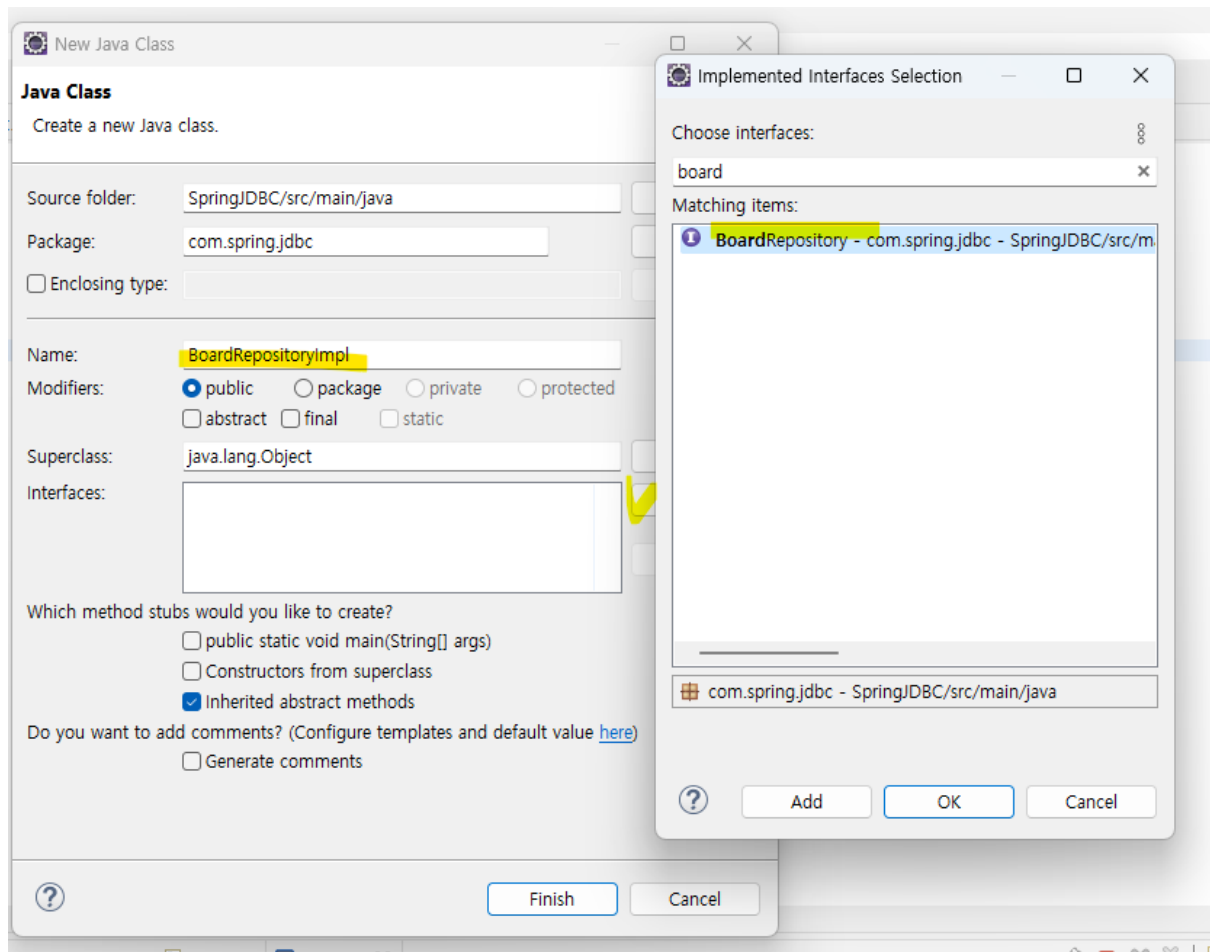 New Java Class
Java Class
Create a new Java class.
Source folder: SpringJDBC/src/main/java
Package: com.spring.jdbc
Enclosing type:
Name: BoardRepositoryImpl
Modifiers: public package private protected
abstract final static
Superclass: java.lang.Object
Interfaces:
Which method stubs would you like to create?
public static void main(String[] args)
Constructors from superclass
Inherited abstract methods
Do you want to add comments? (Configure templates and default value here)
Generate comments
Finish Cancel
Implemented Interfaces Selection
Choose interfaces:
board
Matching items:
BoardRepository - com.spring.jdbc - SpringJDBC/src/m
com.spring.jdbc - SpringJDBC/src/main/java
Add OK Cancel